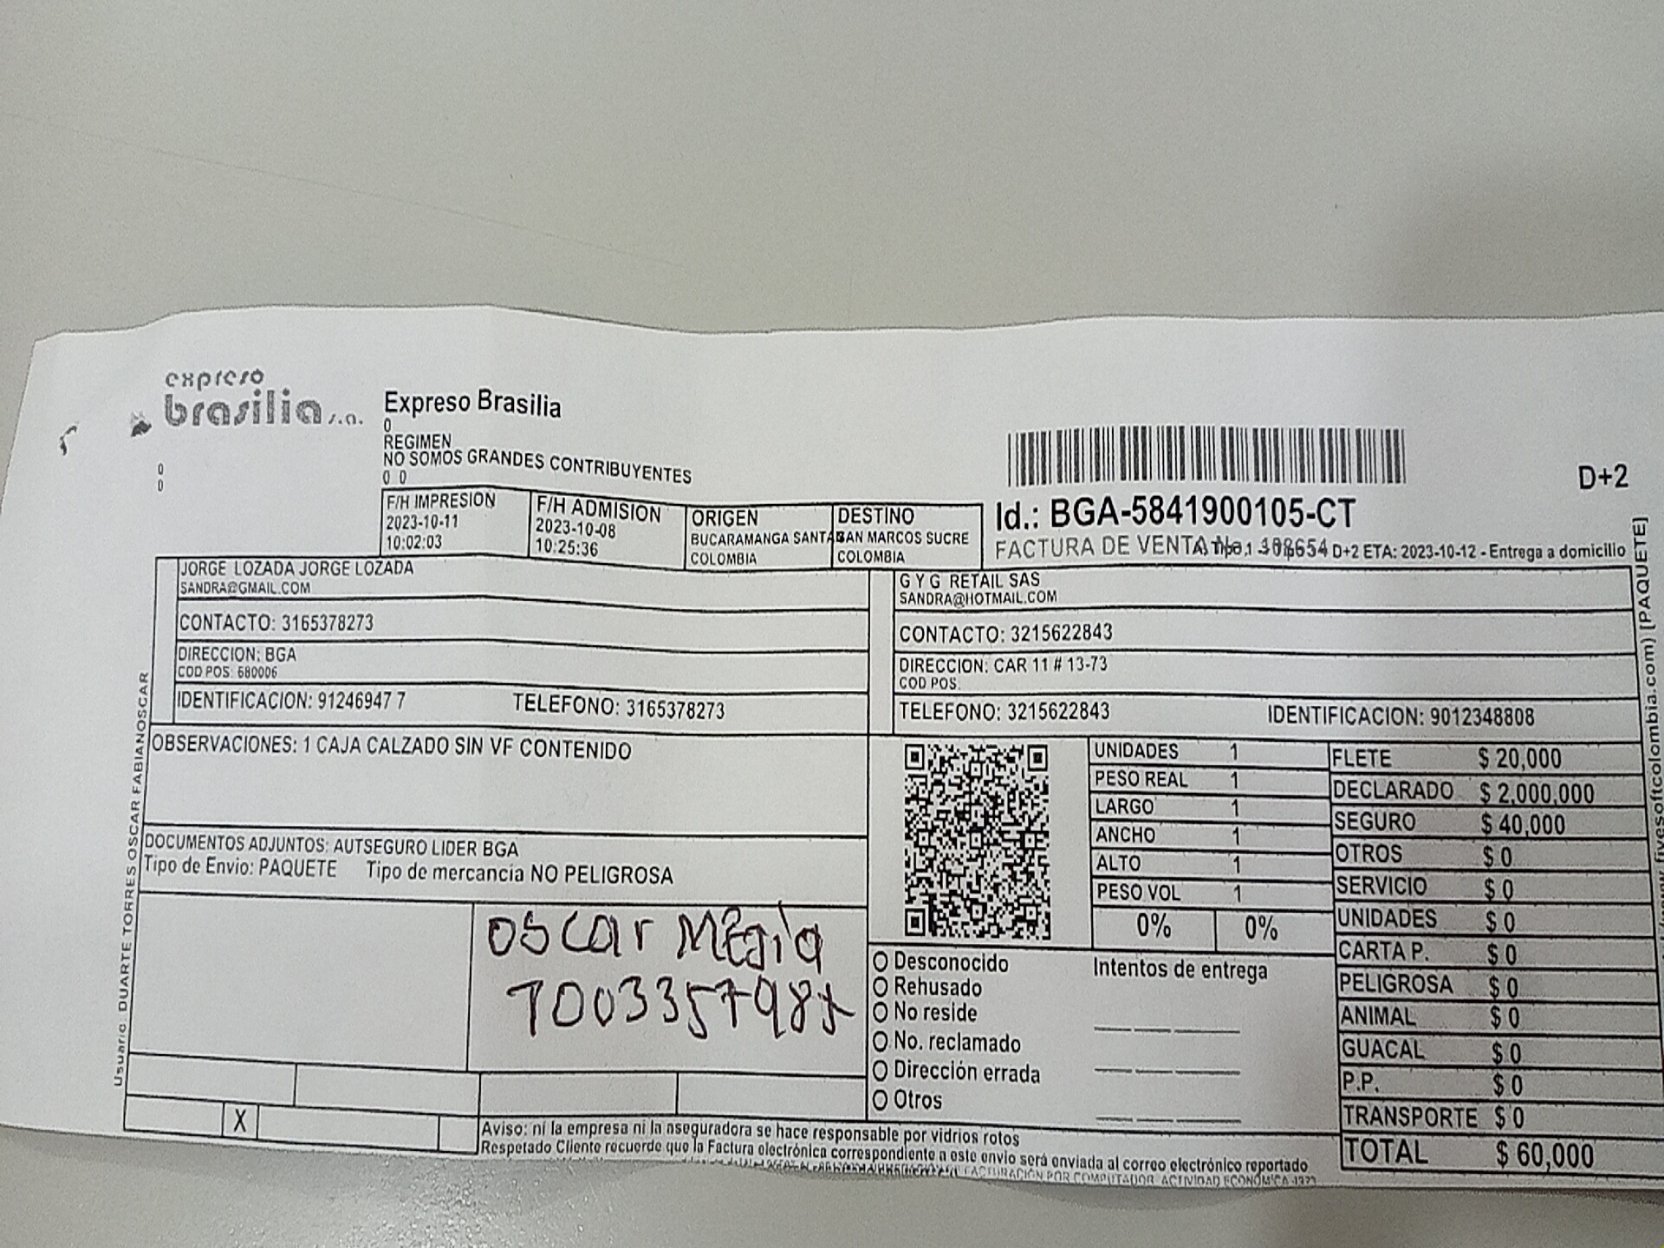 expreso
brasilia s.a.
Expreso Brasilia
0
REGIMEN
NO SOMOS GRANDES CONTRIBUYENTES
0 0
0
0
F/H IMPRESION
2023-10-11
10:02:03
F/H ADMISION
2023-10-08
10:25:36
ORIGEN
BUCARAMANGA SANTA
COLOMBIA
DESTINO
SAN MARCOS SUCRE
COLOMBIA
D+2
Id.: BGA-5841900105-CT
FACTURA DE VENTA D+2 ETA: 2023-10-12 - Entrega a domicilio
JORGE LOZADA JORGE LOZADA
SANDRA@GMAIL.COM
CONTACTO: 3165378273
DIRECCION: BGA
COD POS: 680006
IDENTIFICACION: 91246947 7 TELEFONO: 3165378273
G Y G RETAIL SAS
SANDRA@HOTMAIL.COM
CONTACTO: 3215622843
DIRECCION: CAR 11 # 13-73
COD POS.
TELEFONO: 3215622843 IDENTIFICACION: 9012348808
OBSERVACIONES: 1 CAJA CALZADO SIN VF CONTENIDO
DOCUMENTOS ADJUNTOS: AUTSEGURO LIDER BGA
Tipo de Envio: PAQUETE Tipo de mercancia NO PELIGROSA
OSCAR MEJIA
UNIDADES 1
PESO REAL 1
LARGO 1
ANCHO 1
ALTO 1
PESO VOL 1
0% 0%
FLETE $ 20,000
DECLARADO $ 2,000,000
SEGURO $ 40,000
OTROS $ 0
SERVICIO $ 0
UNIDADES $ 0
CARTA P. $ 0
PELIGROSA $ 0
ANIMAL $ 0
GUACAL $ 0
P.P. $ 0
TRANSPORTE $ 0
TOTAL $ 60,000
Desconocido
Rehusado
No reside
No. reclamado
Dirección errada
Otros
Intentos de entrega
X
Aviso: ni la empresa ni la aseguradora se hace responsable por vidrios rotos
Respetado Cliente recuerde que la Factura electrónica correspondiente a este envio será enviada al correo electrónico reportado
FACTURACIÓN POR COMPUTADOR. ACTIVIDAD ECONÓMICA
Usuario: DUARTE TORRES OSCAR FABIANOSCAR
fivesoftcolombia.com) [PAQUETE]